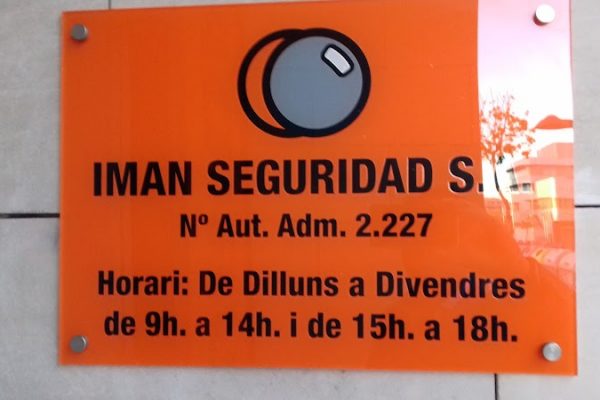 IMAN SEGURIDAD S.
Nº Aut. Adm. 2.227
Horari: De Dilluns a Divendres
de 9h. a 14h. i de 15h. a 18h.